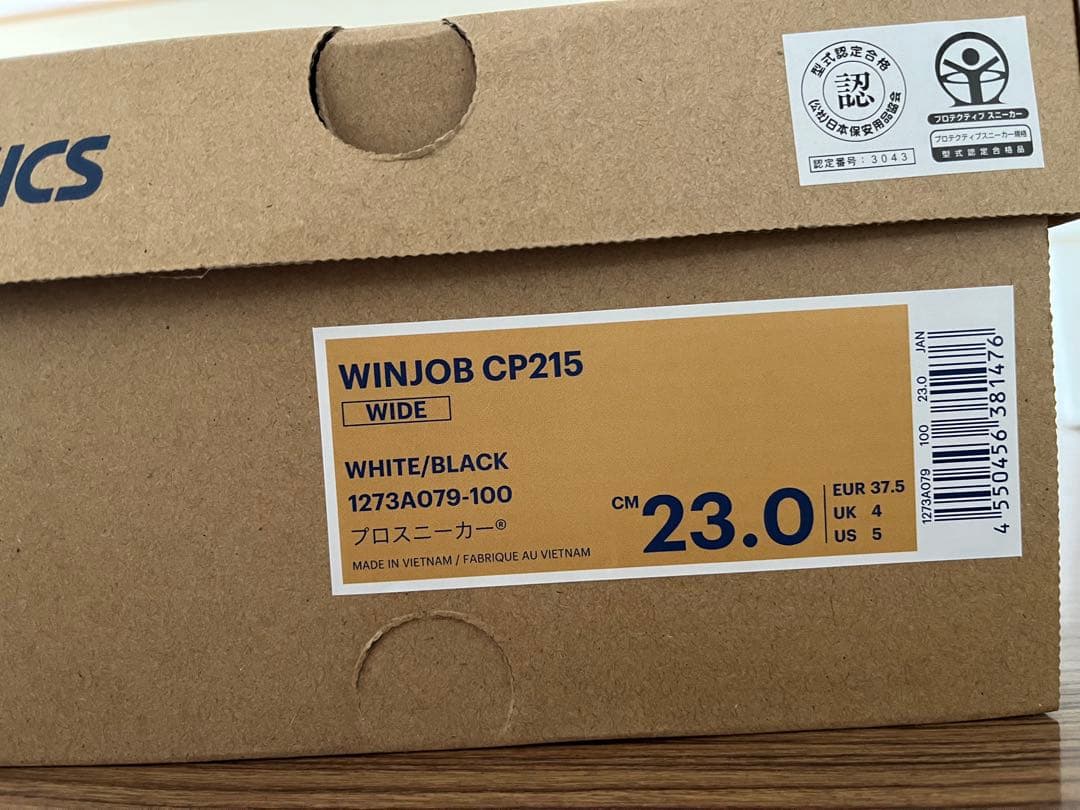 ICS
型式認定合格
認
(公社)日本保安用品協会
認定番号：3043
プロテクティブ スニーカー
プロテクティブスニーカー規格
型式認定合格品
WINJOB CP215
WIDE
WHITE/BLACK
1273A079-100
プロスニーカー®
MADE IN VIETNAM / FABRIQUE AU VIETNAM
CM 23.0
EUR 37.5
UK 4
US 5
1273A079 100 23.0 JAN
4 550456 381476